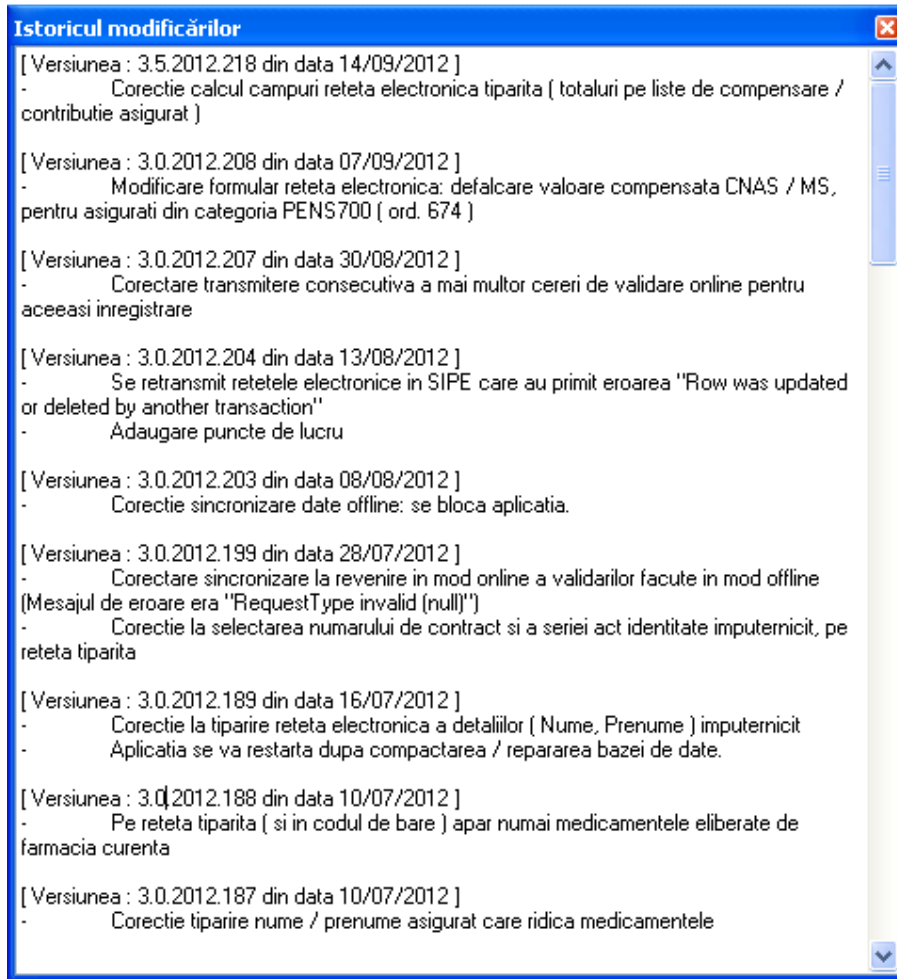 Istoricul modificărilor
[ Versiunea : 3.5.2012.218 din data 14/09/2012 ]
- Corectie calcul campuri reteta electronica tiparita ( totaluri pe liste de compensare /
contributie asigurat )
[ Versiunea : 3.0.2012.208 din data 07/09/2012 ]
- Modificare formular reteta electronica: defalcare valoare compensata CNAS / MS,
pentru asigurati din categoria PENS700 ( ord. 674 )
[ Versiunea : 3.0.2012.207 din data 30/08/2012 ]
- Corectare transmitere consecutiva a mai multor cereri de validare online pentru
aceeasi inregistrare
[ Versiunea : 3.0.2012.204 din data 13/08/2012 ]
- Se retransmit retetele electronice in SIPE care au primit eroarea "Row was updated
or deleted by another transaction"
- Adaugare puncte de lucru
[ Versiunea : 3.0.2012.203 din data 08/08/2012 ]
- Corectie sincronizare date offline: se bloca aplicatia.
[ Versiunea : 3.0.2012.199 din data 28/07/2012 ]
- Corectare sincronizare la revenire in mod online a validarilor facute in mod offline
(Mesajul de eroare era "RequestType invalid (null)")
- Corectie la selectarea numarului de contract si a seriei act identitate imputernicit, pe
reteta tiparita
[ Versiunea : 3.0.2012.189 din data 16/07/2012 ]
- Corectie la tiparire reteta electronica a detaliilor ( Nume, Prenume ) imputernicit
- Aplicatia se va restarta dupa compactarea / repararea bazei de date.
[ Versiunea : 3.0.2012.188 din data 10/07/2012 ]
- Pe reteta tiparita ( si in codul de bare ) apar numai medicamentele eliberate de
farmacia curenta
[ Versiunea : 3.0.2012.187 din data 10/07/2012 ]
- Corectie tiparire nume / prenume asigurat care ridica medicamentele